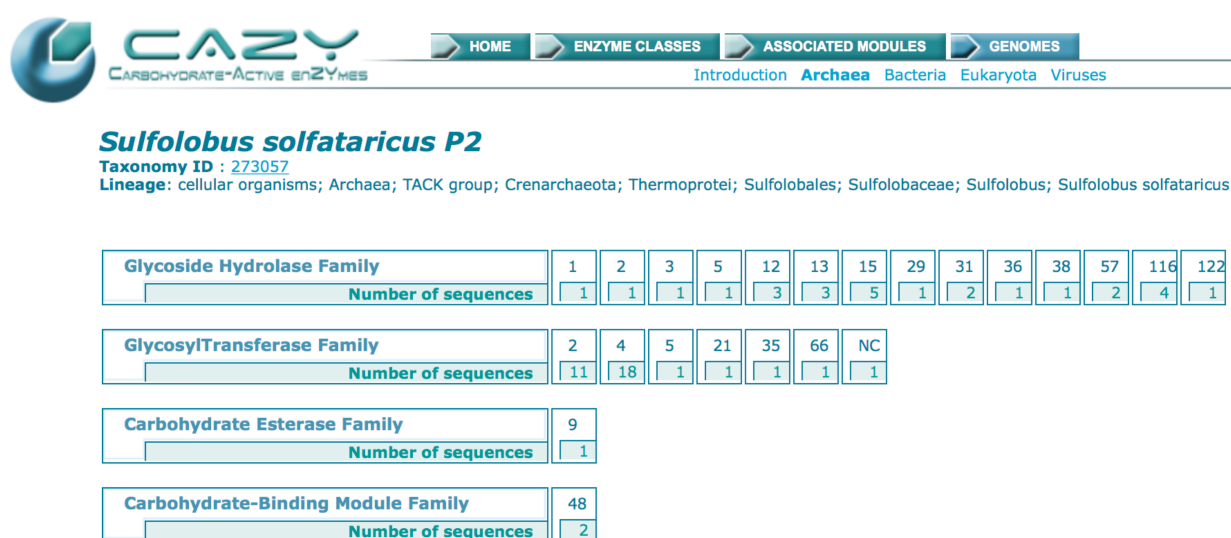 CAZY
CARBOHYDRATE-ACTIVE ENZYMES
HOME ENZYME CLASSES ASSOCIATED MODULES GENOMES
Introduction Archaea Bacteria Eukaryota Viruses
Sulfolobus solfataricus P2
Taxonomy ID : 273057
Lineage: cellular organisms; Archaea; TACK group; Crenarchaeota; Thermoprotei; Sulfolobales; Sulfolobaceae; Sulfolobus; Sulfolobus solfataricus
Glycoside Hydrolase Family 1 2 3 5 12 13 15 29 31 36 38 57 116 122
Number of sequences 1 1 1 1 3 3 5 1 2 1 1 2 4 1
GlycosylTransferase Family 2 4 5 21 35 66 NC
Number of sequences 11 18 1 1 1 1 1
Carbohydrate Esterase Family 9
Number of sequences 1
Carbohydrate-Binding Module Family 48
Number of sequences 2